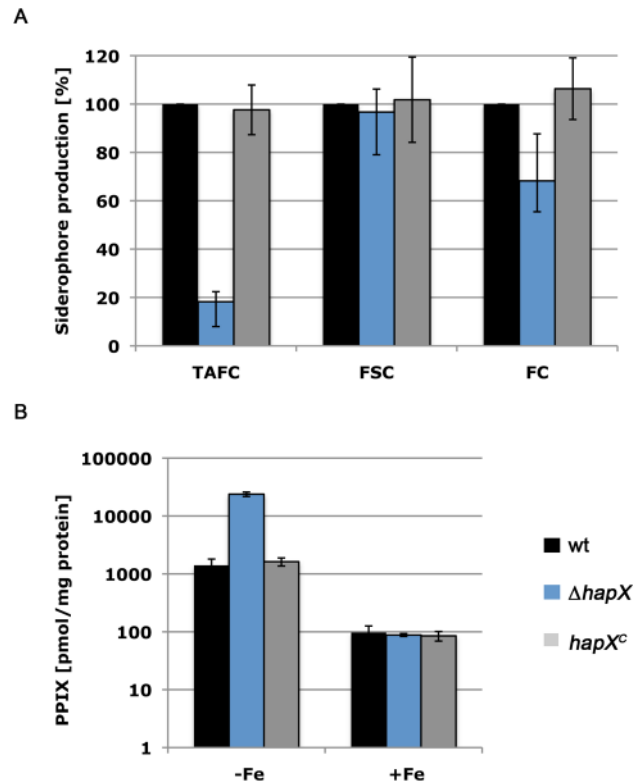 A
Siderophore production [%]
120
100
80
60
40
20
0
TAFC FSC FC
B
PPIX [pmol/mg protein]
100000
10000
1000
100
10
1
-Fe +Fe
wt
ΔhapX
hapXᶜ